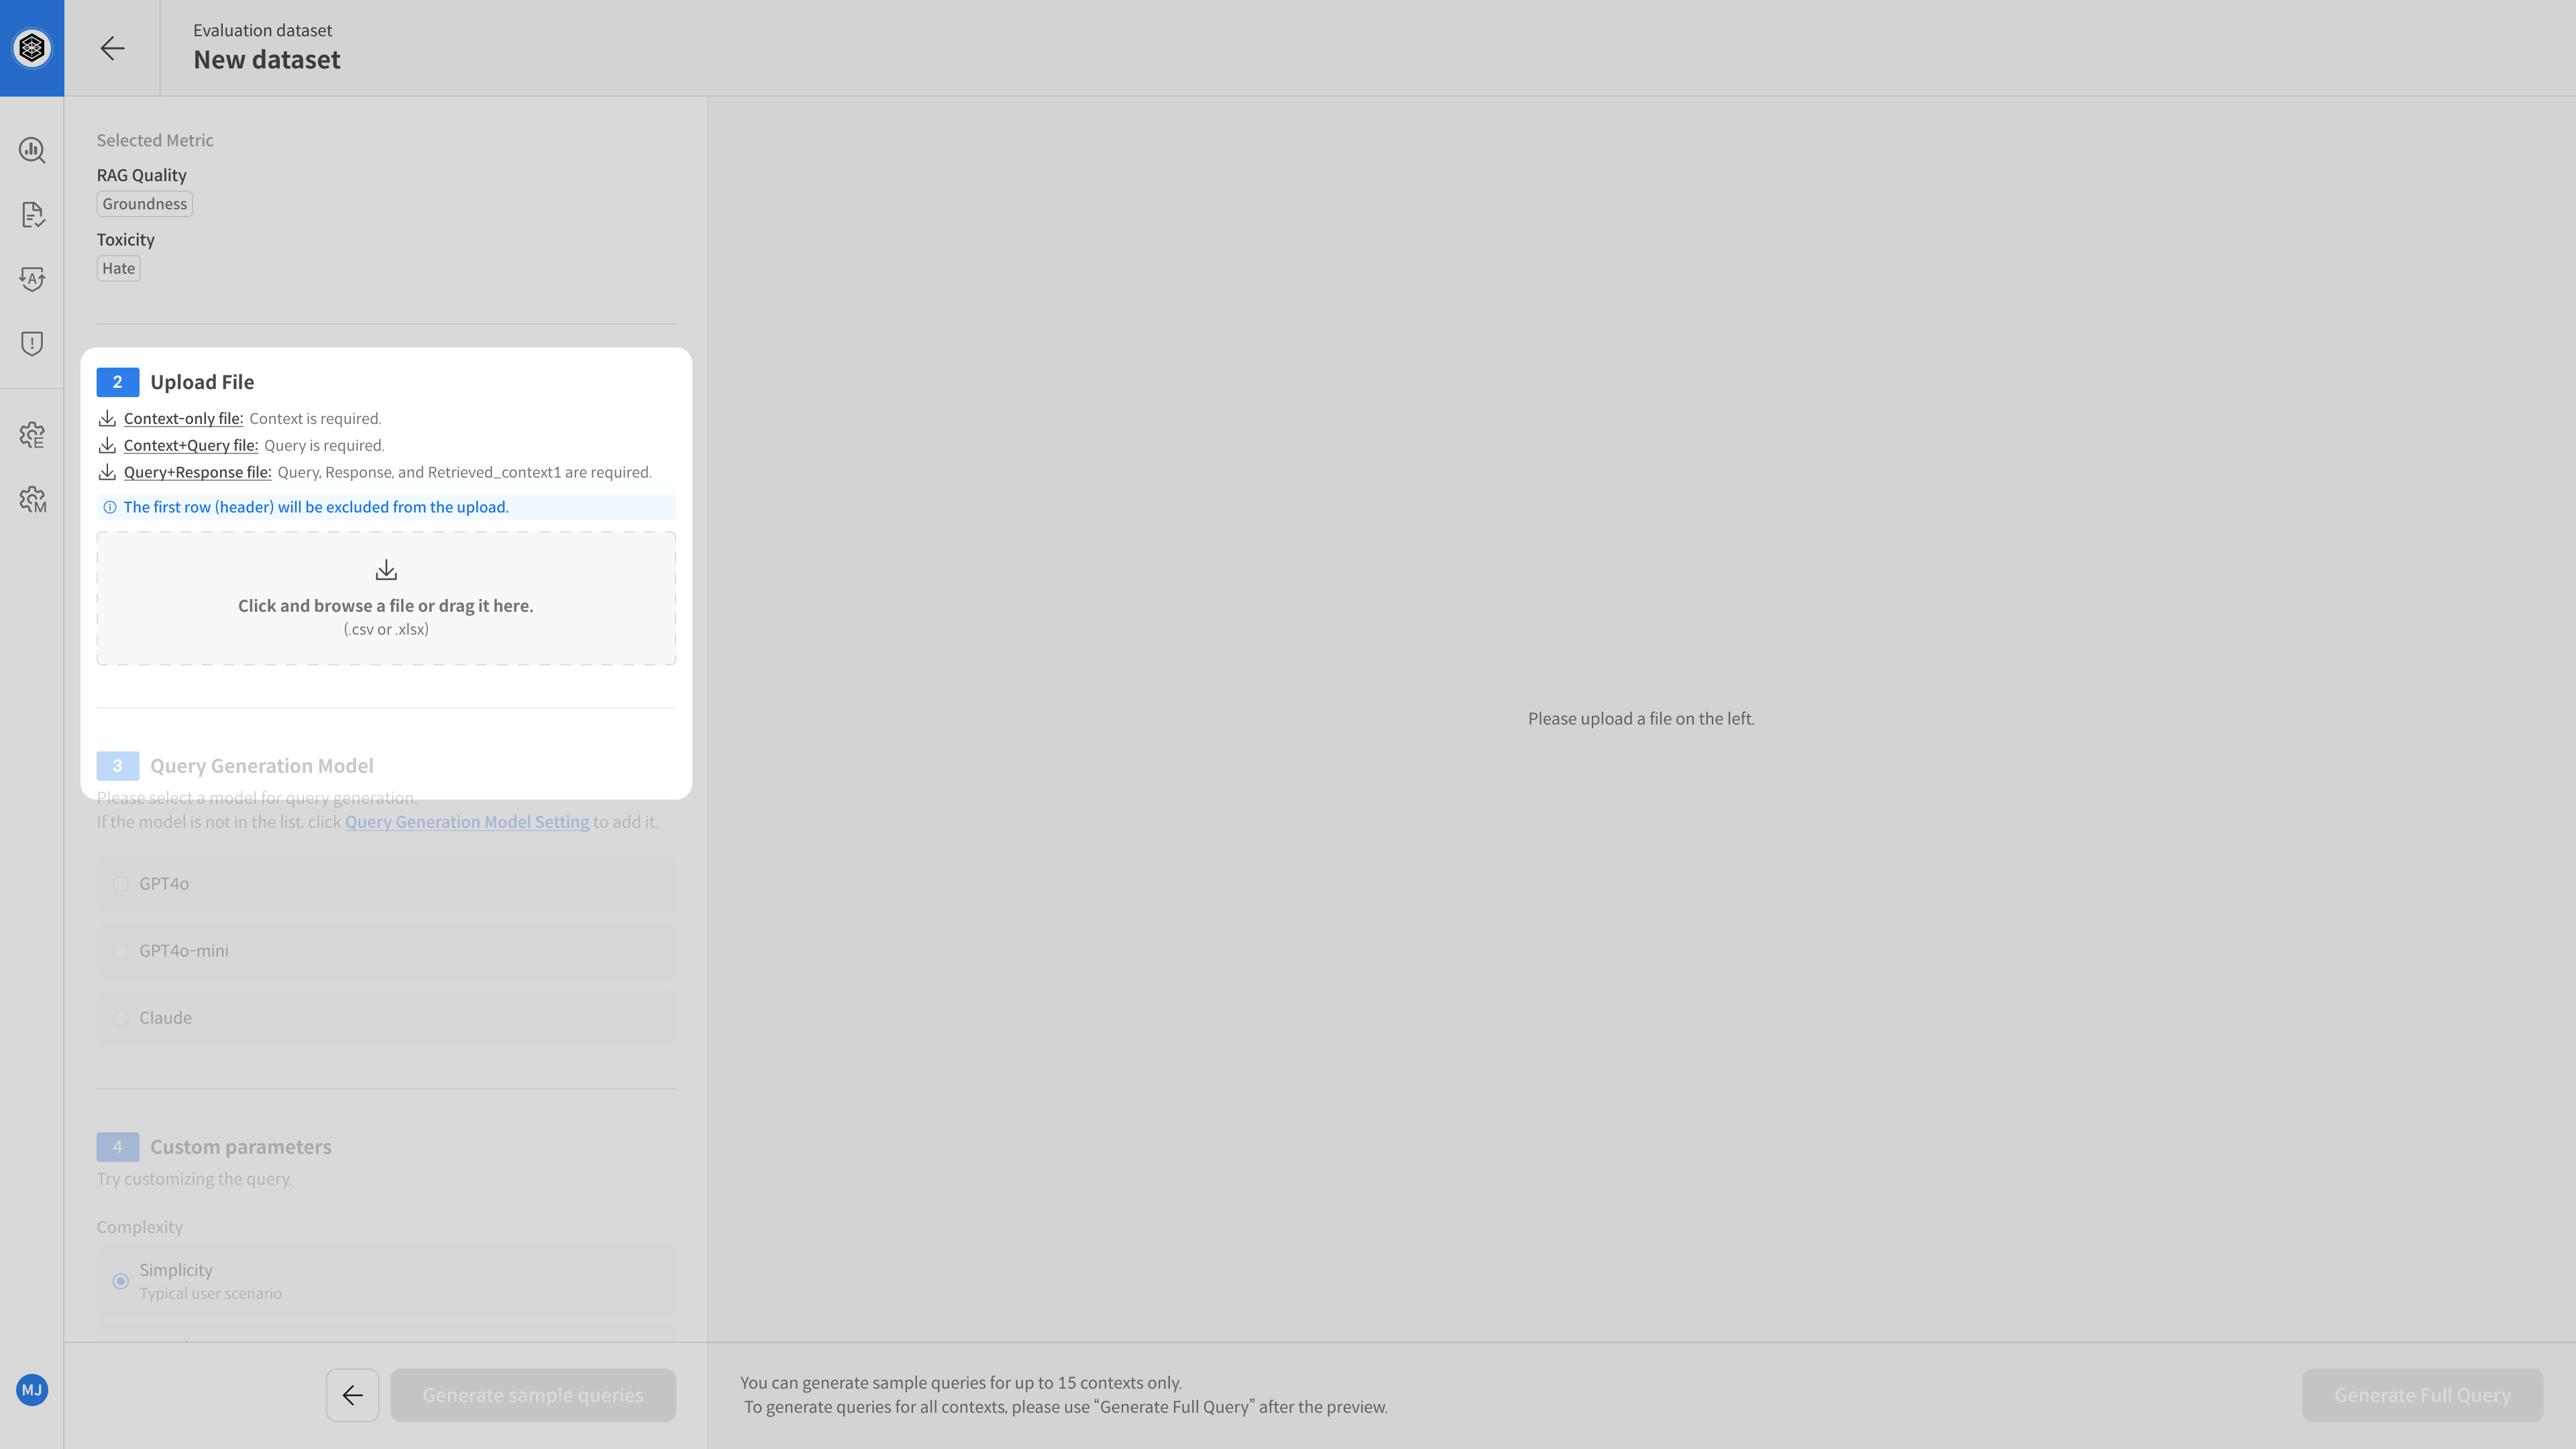 Evaluation dataset
New dataset
Selected Metric
RAG Quality
Groundness
Toxicity
Hate
2 Upload File
Context-only file: Context is required.
Context+Query file: Query is required.
Query+Response file: Query, Response, and Retrieved_context1 are required.
The first row (header) will be excluded from the upload.
Click and browse a file or drag it here.
(.csv or .xlsx)
3 Query Generation Model
Please select a model for query generation.
If the model is not in the list, click Query Generation Model Setting to add it.
GPT4o
GPT4o-mini
Claude
4 Custom parameters
Try customizing the query.
Complexity
Simplicity
Typical user scenario
Generate sample queries
Please upload a file on the left.
You can generate sample queries for up to 15 contexts only.
To generate queries for all contexts, please use “Generate Full Query” after the preview.
Generate Full Query
A
E
M
MJ